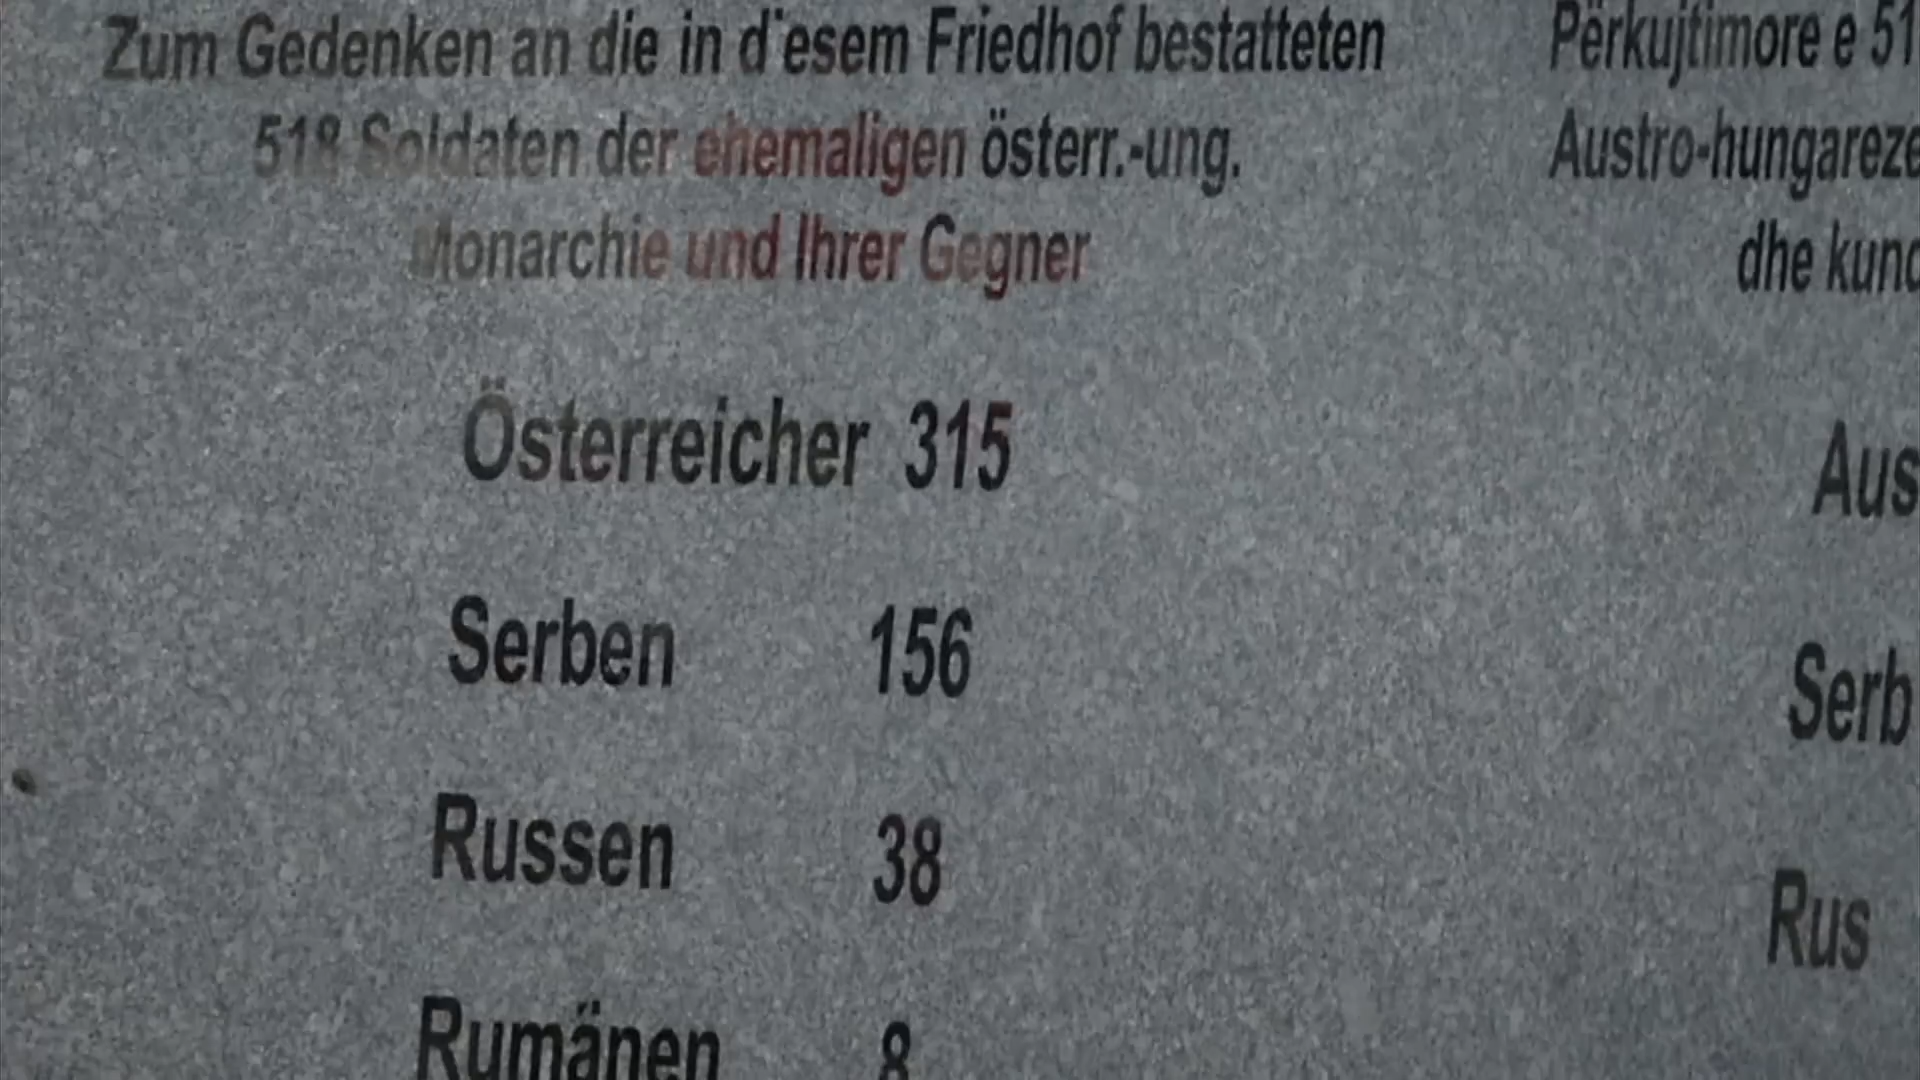 Zum Gedenken an die in diesem Friedhof bestatteten
518 Soldaten der ehemaligen österr.-ung.
Monarchie und Ihrer Gegner
Österreicher 315
Serben 156
Russen 38
Rumänen 8
Përkujtimore e 51
Austro-hungareze
dhe kund
Aus
Serb
Rus